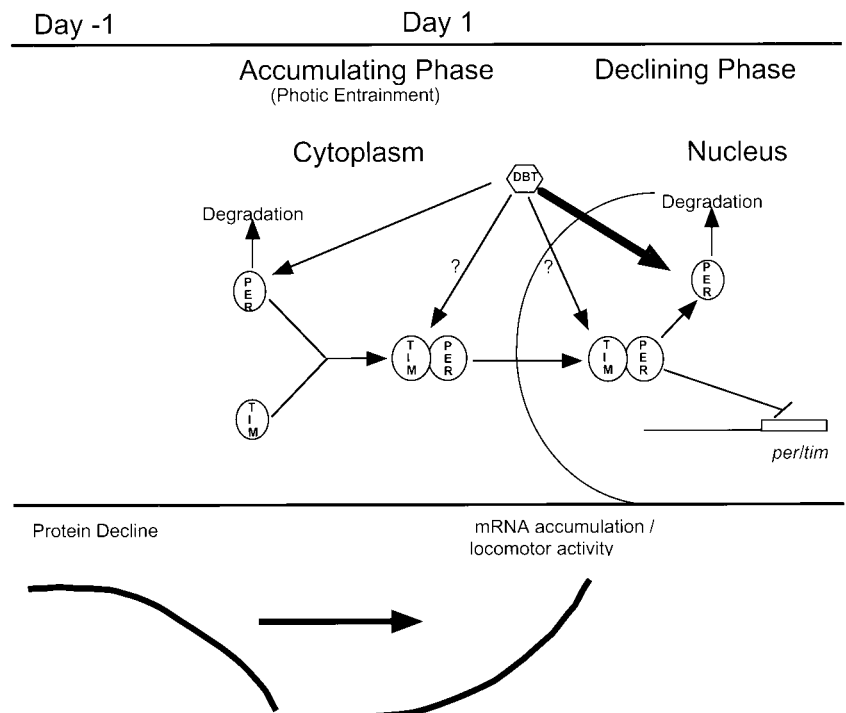 Day -1
Day 1
Accumulating Phase
(Photic Entrainment)
Declining Phase
Cytoplasm
Nucleus
DBT
Degradation
Degradation
PER
PER
?
?
TIM
PER
TIM
PER
TIM
per/tim
Protein Decline
mRNA accumulation /
locomotor activity